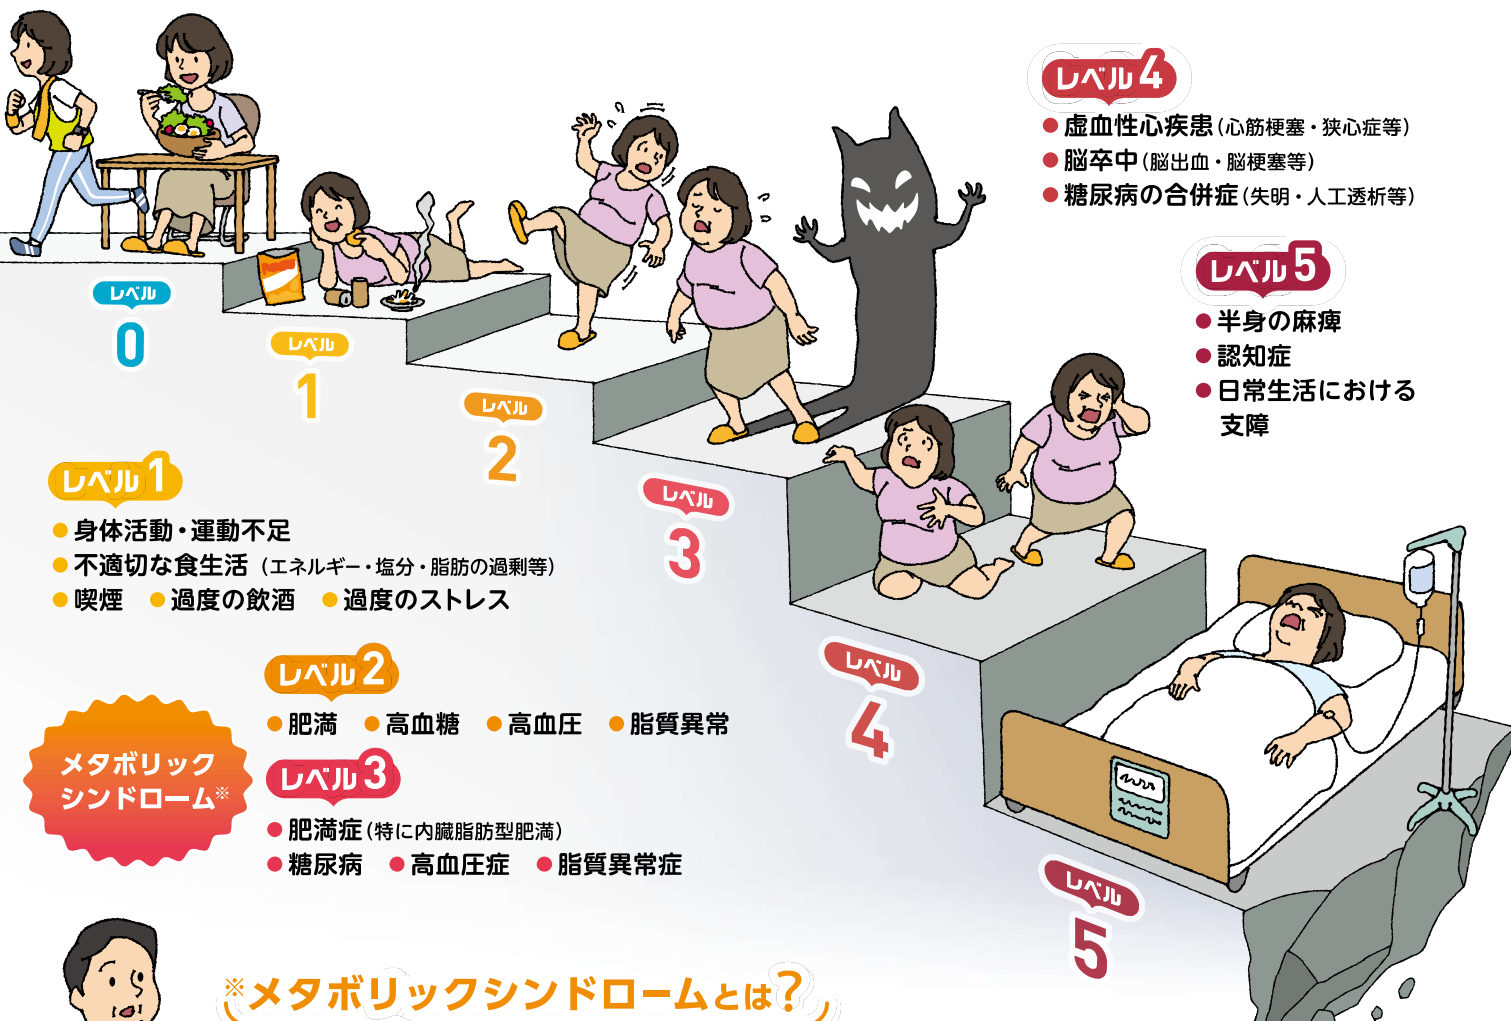 レベル
0
レベル
1
レベル
2
レベル
3
レベル
4
レベル
5
レベル1
●身体活動・運動不足
●不適切な食生活（エネルギー・塩分・脂肪の過剰等）
●喫煙 ●過度の飲酒 ●過度のストレス
レベル2
●肥満 ●高血糖 ●高血圧 ●脂質異常
メタボリック
シンドローム※
レベル3
●肥満症（特に内臓脂肪型肥満）
●糖尿病 ●高血圧症 ●脂質異常症
レベル4
●虚血性心疾患（心筋梗塞・狭心症等）
●脳卒中（脳出血・脳梗塞等）
●糖尿病の合併症（失明・人工透析等）
レベル5
●半身の麻痺
●認知症
●日常生活における
支障
※メタボリックシンドロームとは？